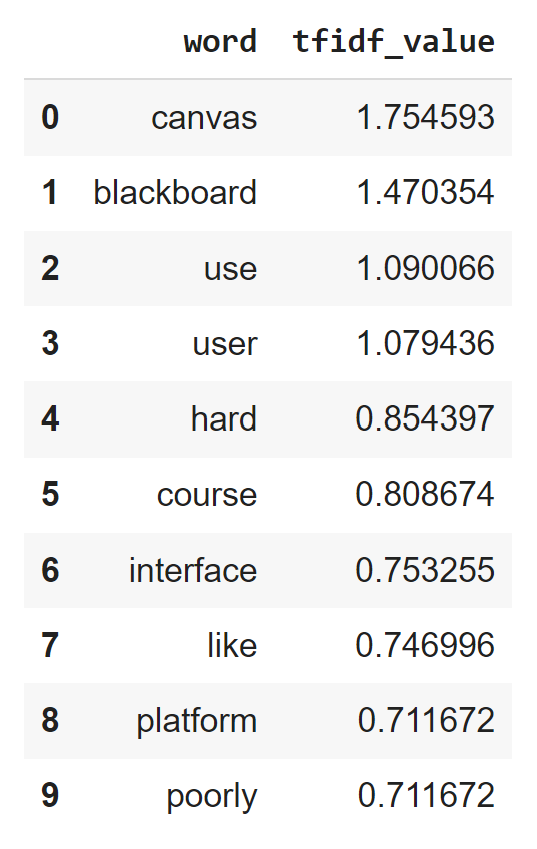 word tfidf_value
0 canvas 1.754593
1 blackboard 1.470354
2 use 1.090066
3 user 1.079436
4 hard 0.854397
5 course 0.808674
6 interface 0.753255
7 like 0.746996
8 platform 0.711672
9 poorly 0.711672